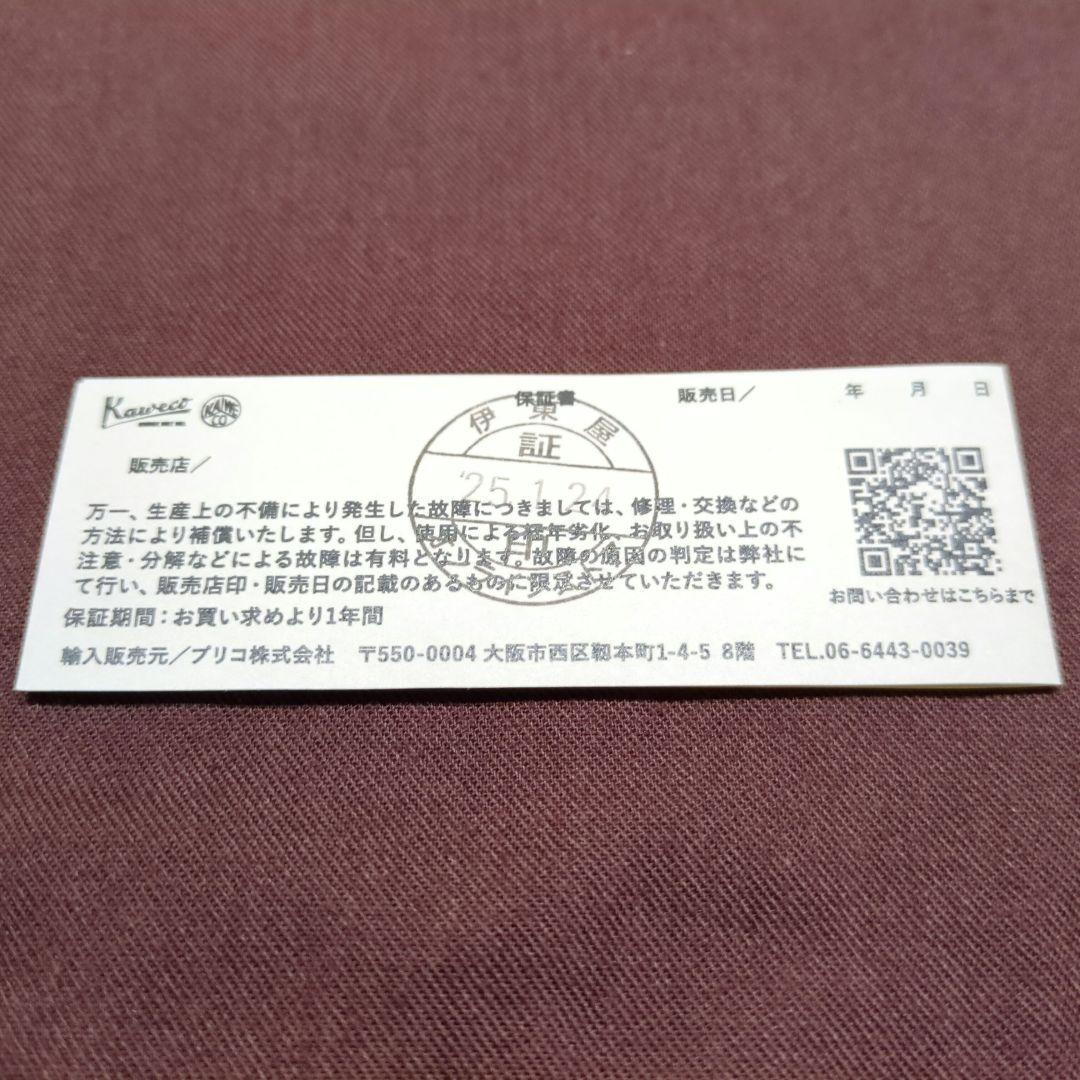 Kaweco KAWE CO 保証書 販売日／ 年 月 日
販売店／
伊東屋
証
'25.1.24
万一、生産上の不備により発生した故障につきましては、修理・交換などの
方法により補償いたします。但し、使用による経年劣化、お取り扱い上の不
注意・分解などによる故障は有料となります。故障の原因の判定は弊社に
て行い、販売店印・販売日の記載のあるものに限定させていただきます。
お問い合わせはこちらまで
保証期間：お買い求めより1年間
輸入販売元／プリコ株式会社 〒550-0004 大阪市西区靭本町1-4-5 8階 TEL.06-6443-0039